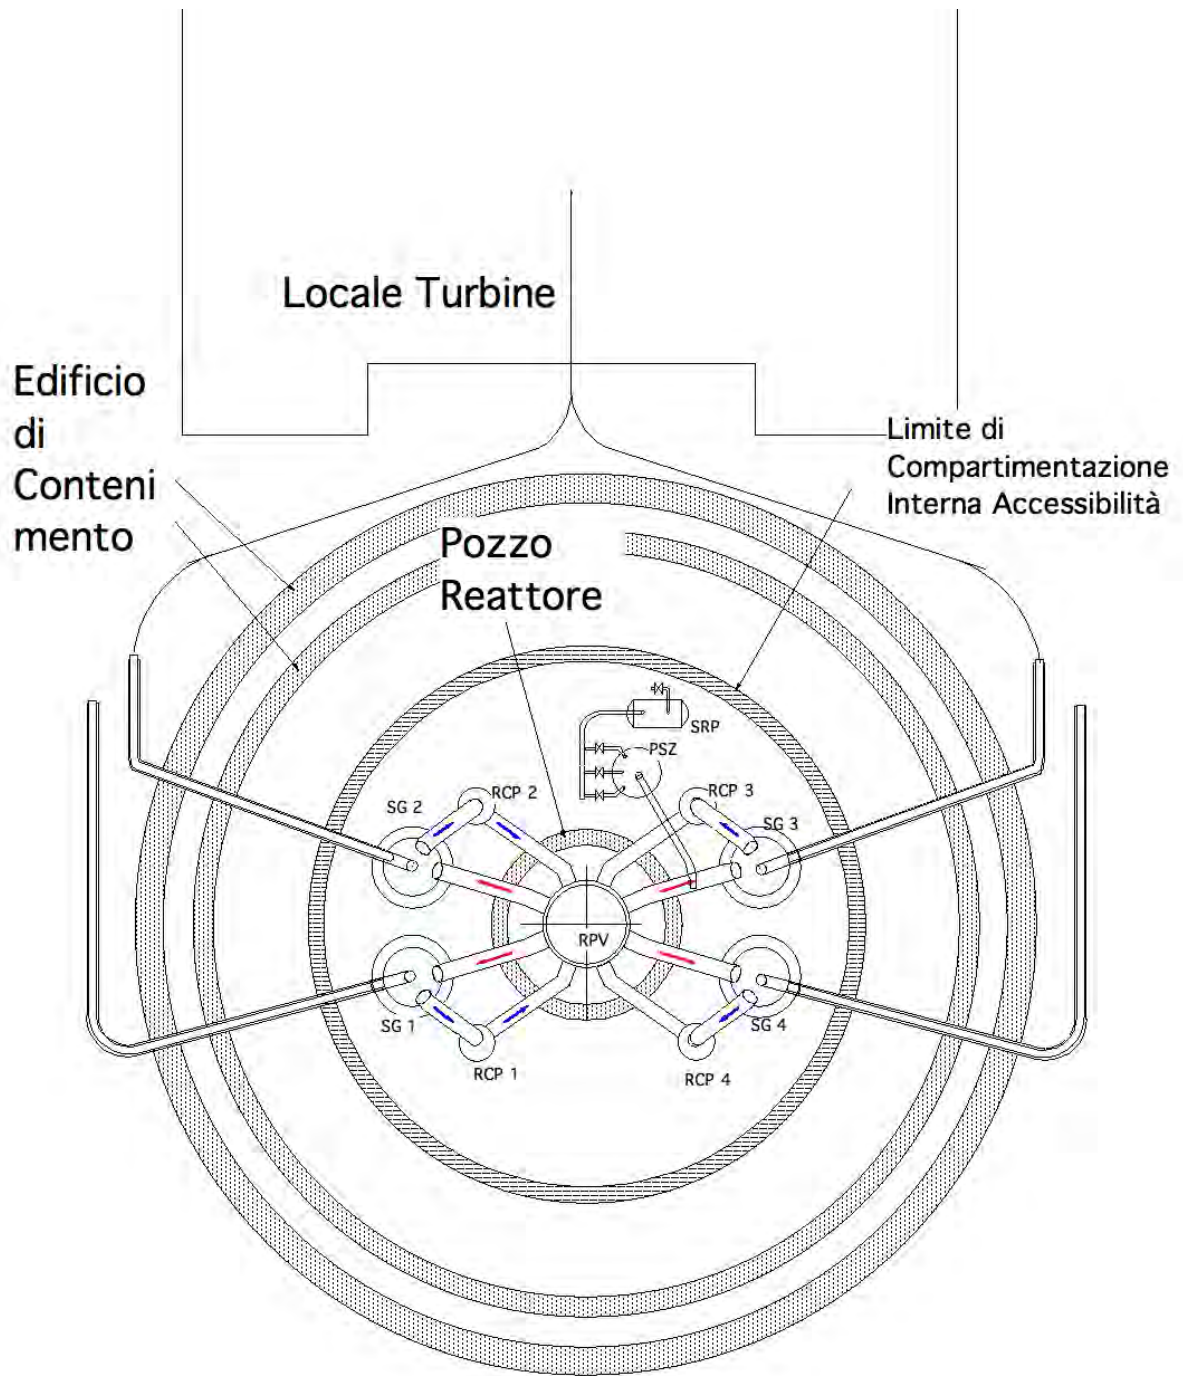 Locale Turbine
Edificio
di
Conteni
mento
Limite di
Compartimentazione
Interna Accessibilità
Pozzo
Reattore
SRP
PSZ
RCP 2
RCP 3
SG 2
SG 3
RPV
SG 1
SG 4
RCP 1
RCP 4